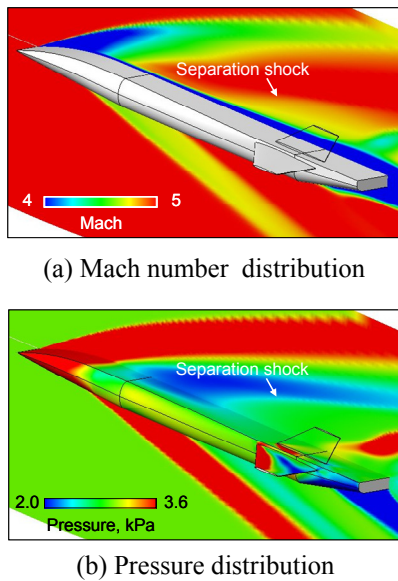 Separation shock
4 5
Mach
(a) Mach number distribution
Separation shock
2.0 3.6
Pressure, kPa
(b) Pressure distribution